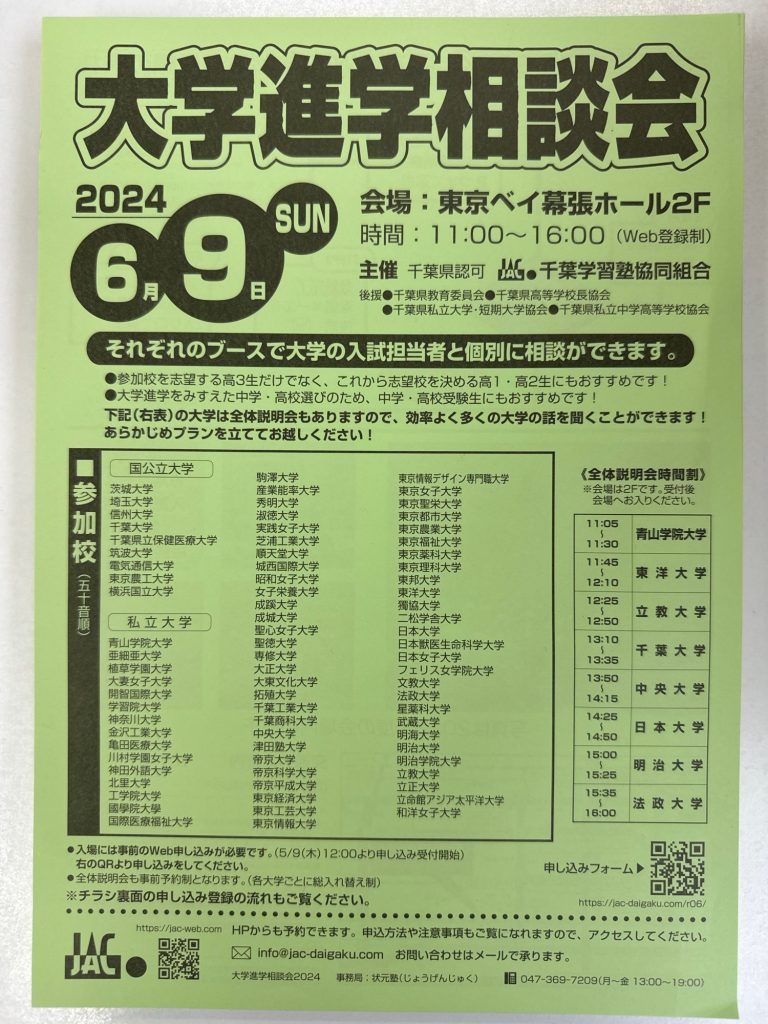 大学進学相談会
2024
6月9日
SUN
会場：東京ベイ幕張ホール2F
時間：11:00〜16:00（Web登録制）
主催 千葉県認可 JAC 千葉学習塾協同組合
後援●千葉県教育委員会●千葉県高等学校長協会
●千葉県私立大学・短期大学協会●千葉県私立中学高等学校協会
それぞれのブースで大学の入試担当者と個別に相談ができます。
●参加校を志望する高3生だけでなく、これから志望校を決める高1・高2生にもおすすめです！
●大学進学をみすえた中学・高校選びのため、中学・高校受験生にもおすすめです！
下記（右表）の大学は全体説明会もありますので、効率よく多くの大学の話を聞くことができます！
あらかじめプランを立ててお越しください！
■参加校（五十音順）
国公立大学
茨城大学
埼玉大学
信州大学
千葉大学
千葉県立保健医療大学
筑波大学
電気通信大学
東京農工大学
横浜国立大学
私立大学
青山学院大学
亜細亜大学
植草学園大学
大妻女子大学
開智国際大学
学習院大学
神奈川大学
金沢工業大学
亀田医療大学
川村学園女子大学
神田外語大学
北里大学
工学院大学
國學院大學
国際医療福祉大学
駒澤大学
産業能率大学
秀明大学
淑徳大学
実践女子大学
芝浦工業大学
順天堂大学
城西国際大学
昭和女子大学
女子栄養大学
成蹊大学
成城大学
聖心女子大学
聖徳大学
専修大学
大正大学
大東文化大学
拓殖大学
千葉工業大学
千葉商科大学
中央大学
津田塾大学
帝京大学
帝京科学大学
帝京平成大学
東京経済大学
東京工芸大学
東京情報大学
東京情報デザイン専門職大学
東京女子大学
東京聖栄大学
東京都市大学
東京農業大学
東京福祉大学
東京薬科大学
東京理科大学
東邦大学
東洋大学
獨協大学
二松学舎大学
日本大学
日本獣医生命科学大学
日本女子大学
フェリス女学院大学
文教大学
法政大学
星薬科大学
武蔵大学
明海大学
明治大学
明治学院大学
立教大学
立正大学
立命館アジア太平洋大学
和洋女子大学
《全体説明会時間割》
※会場は2Fです。受付後
会場へお入りください。
11:05〜11:30 青山学院大学
11:45〜12:10 東洋大学
12:25〜12:50 立教大学
13:10〜13:35 千葉大学
13:50〜14:15 中央大学
14:25〜14:50 日本大学
15:00〜15:25 明治大学
15:35〜16:00 法政大学
●入場には事前のWeb申し込みが必要です。（5/9(木)12:00より申し込み受付開始）
右のQRより申し込みをしてください。
●全体説明会も事前予約制となります。（各大学ごとに総入れ替え制）
※チラシ裏面の申し込み登録の流れもご覧ください。
申し込みフォーム▶
https://jac-daigaku.com/r06/
JAC
https://jac-web.com
HPからも予約できます。申込方法や注意事項もご覧になれますので、アクセスしてください。
info@jac-daigaku.com お問い合わせはメールで承ります。
大学進学相談会2024 事務局：状元塾（じょうげんじゅく） 047-369-7209（月〜金 13:00〜19:00）